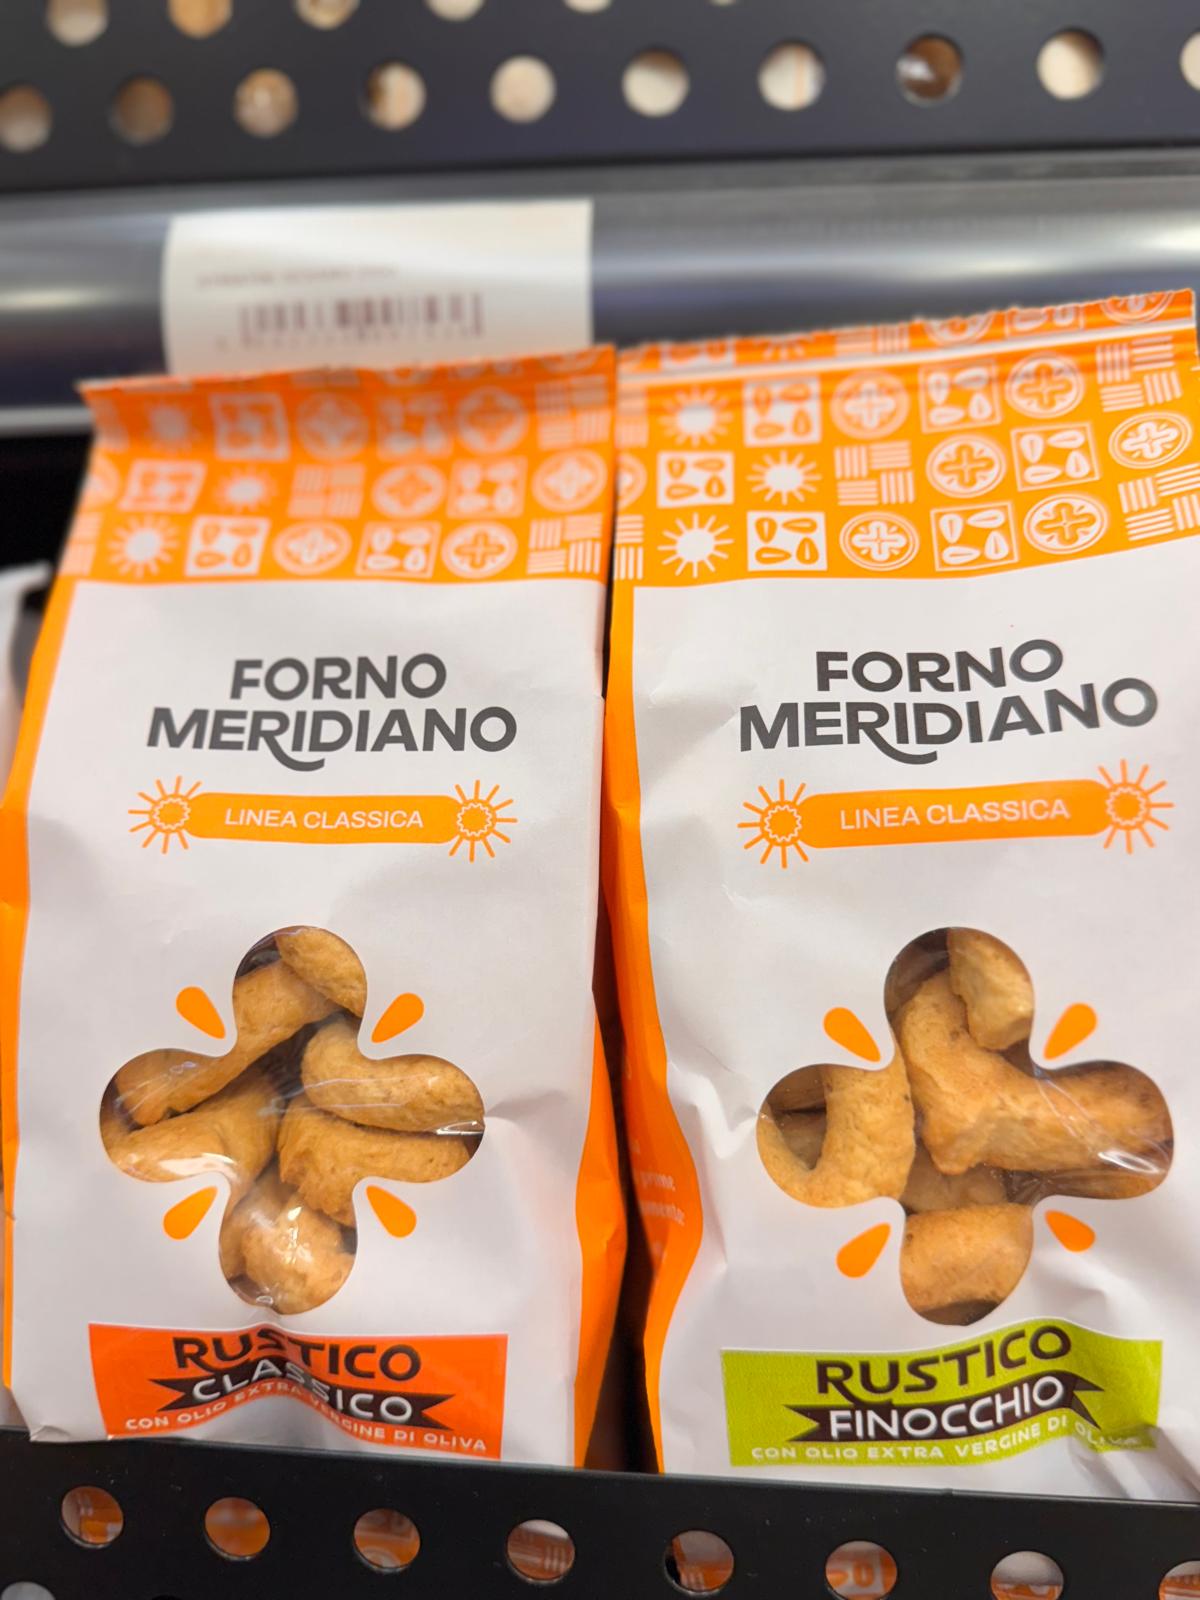 FORNO
MERIDIANO
LINEA CLASSICA
RUSTICO
CLASSICO
CON OLIO EXTRA VERGINE DI OLIVA
FORNO
MERIDIANO
LINEA CLASSICA
RUSTICO
FINOCCHIO
CON OLIO EXTRA VERGINE DI OLIVA